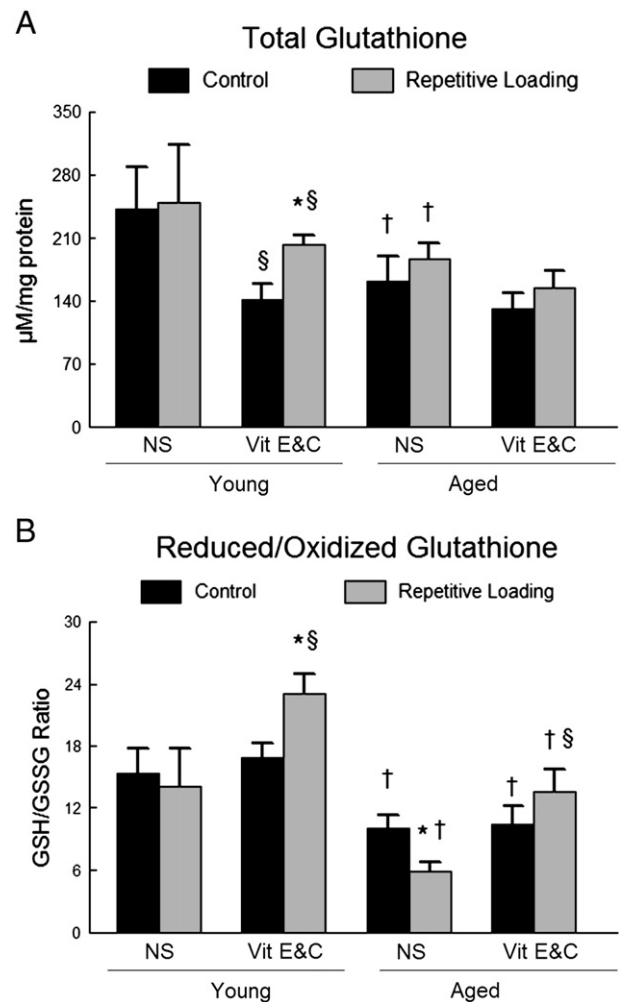 A
Total Glutathione
Control Repetitive Loading
350
280
210
140
70
0
µM/mg protein
* §
§
† †
NS Vit E&C NS Vit E&C
Young Aged
B
Reduced/Oxidized Glutathione
Control Repetitive Loading
30
24
18
12
6
0
GSH/GSSG Ratio
* §
† §
† †
* †
NS Vit E&C NS Vit E&C
Young Aged